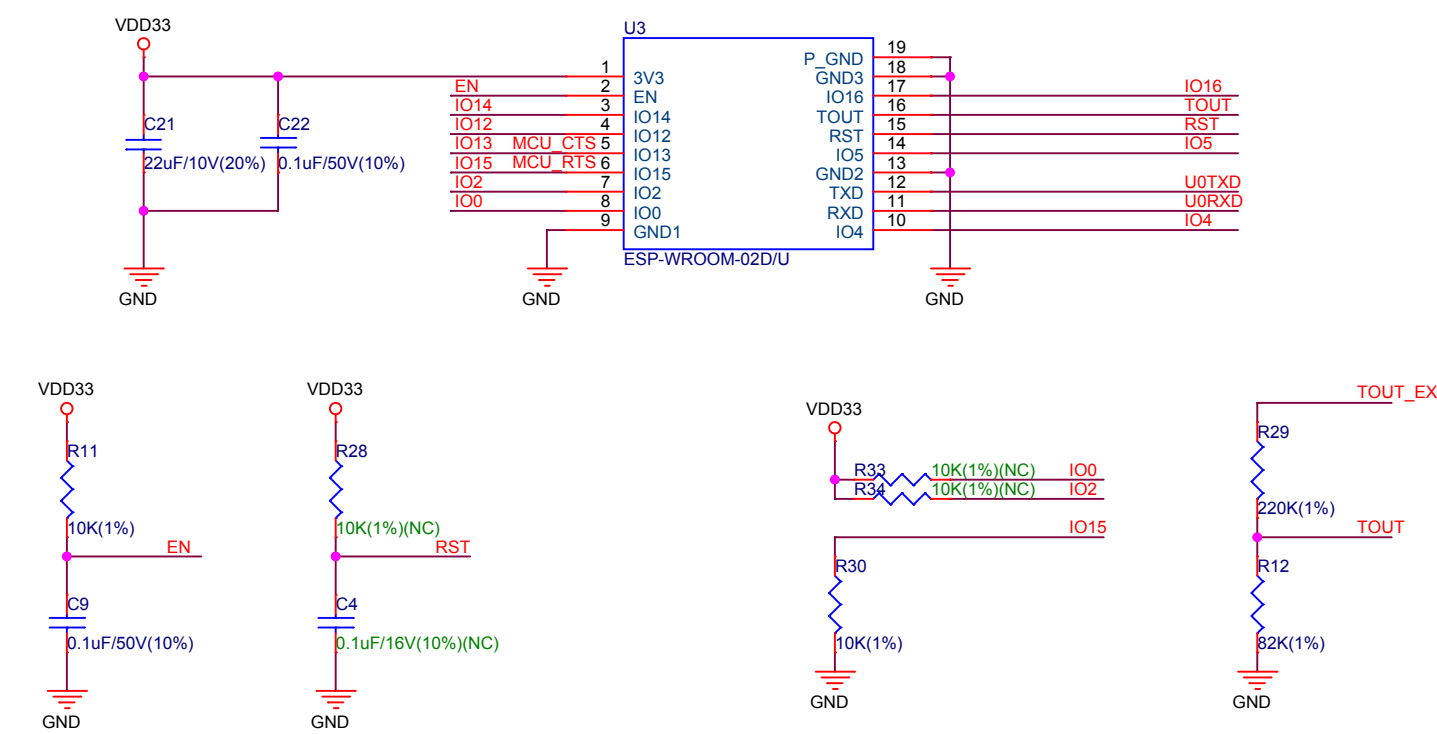 VDD33
C21
22uF/10V(20%)
C22
0.1uF/50V(10%)
GND
U3
1
3V3
EN
2
EN
IO14
3
IO14
IO12
4
IO12
IO13
MCU_CTS
5
IO13
IO15
MCU_RTS
6
IO15
IO2
7
IO2
IO0
8
IO0
9
GND1
GND
P_GND
19
GND3
18
IO16
17
IO16
TOUT
16
TOUT
RST
15
RST
IO5
14
IO5
GND2
13
TXD
12
U0TXD
RXD
11
U0RXD
IO4
10
IO4
ESP-WROOM-02D/U
GND
VDD33
R11
10K(1%)
EN
C9
0.1uF/50V(10%)
GND
VDD33
R28
10K(1%)(NC)
RST
C4
0.1uF/16V(10%)(NC)
GND
VDD33
R33
10K(1%)(NC)
IO0
R34
10K(1%)(NC)
IO2
IO15
R30
10K(1%)
GND
TOUT_EX
R29
220K(1%)
TOUT
R12
82K(1%)
GND